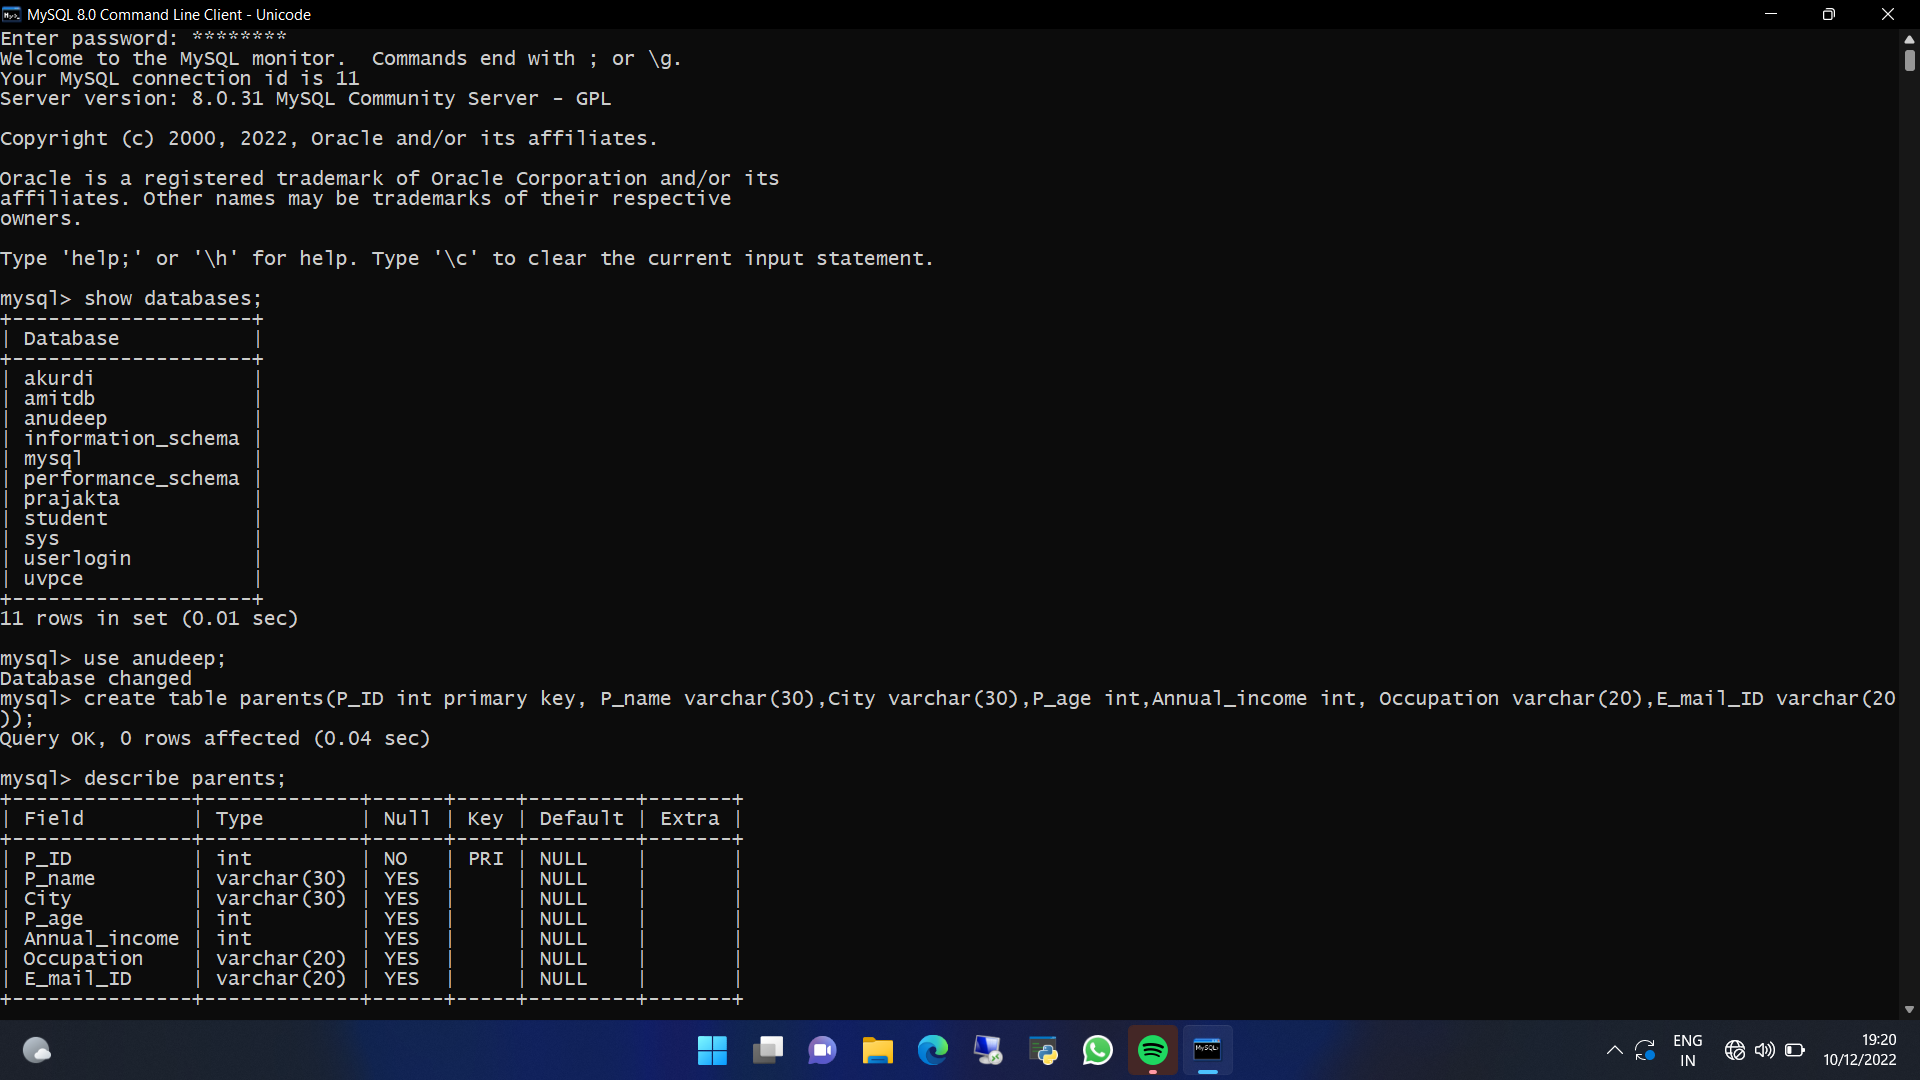 MySQL 8.0 Command Line Client - Unicode
Enter password: ********
Welcome to the MySQL monitor.  Commands end with ; or \g.
Your MySQL connection id is 11
Server version: 8.0.31 MySQL Community Server - GPL
Copyright (c) 2000, 2022, Oracle and/or its affiliates.
Oracle is a registered trademark of Oracle Corporation and/or its
affiliates. Other names may be trademarks of their respective
owners.
Type 'help;' or '\h' for help. Type '\c' to clear the current input statement.
mysql> show databases;
+--------------------+
| Database           |
+--------------------+
| akurdi             |
| amitdb             |
| anudeep            |
| information_schema |
| mysql              |
| performance_schema |
| prajakta           |
| student            |
| sys                |
| userlogin          |
| uvpce              |
+--------------------+
11 rows in set (0.01 sec)
mysql> use anudeep;
Database changed
mysql> create table parents(P_ID int primary key, P_name varchar(30),City varchar(30),P_age int,Annual_income int, Occupation varchar(20),E_mail_ID varchar(20
));
Query OK, 0 rows affected (0.04 sec)
mysql> describe parents;
+---------------+-------------+------+-----+---------+-------+
| Field         | Type        | Null | Key | Default | Extra |
+---------------+-------------+------+-----+---------+-------+
| P_ID          | int         | NO   | PRI | NULL    |       |
| P_name        | varchar(30) | YES  |     | NULL    |       |
| City          | varchar(30) | YES  |     | NULL    |       |
| P_age         | int         | YES  |     | NULL    |       |
| Annual_income | int         | YES  |     | NULL    |       |
| Occupation    | varchar(20) | YES  |     | NULL    |       |
| E_mail_ID     | varchar(20) | YES  |     | NULL    |       |
+---------------+-------------+------+-----+---------+-------+
MySQL>
ENG
IN
19:20
10/12/2022